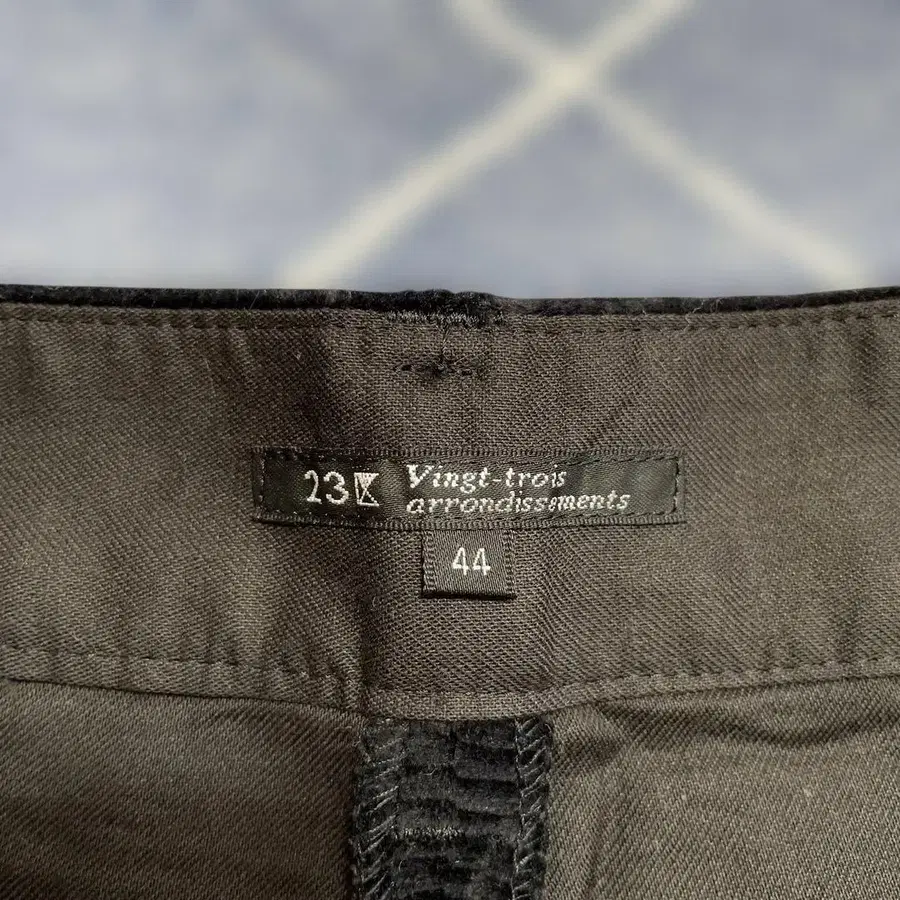 23区 Vingt-trois
arrondissements
44